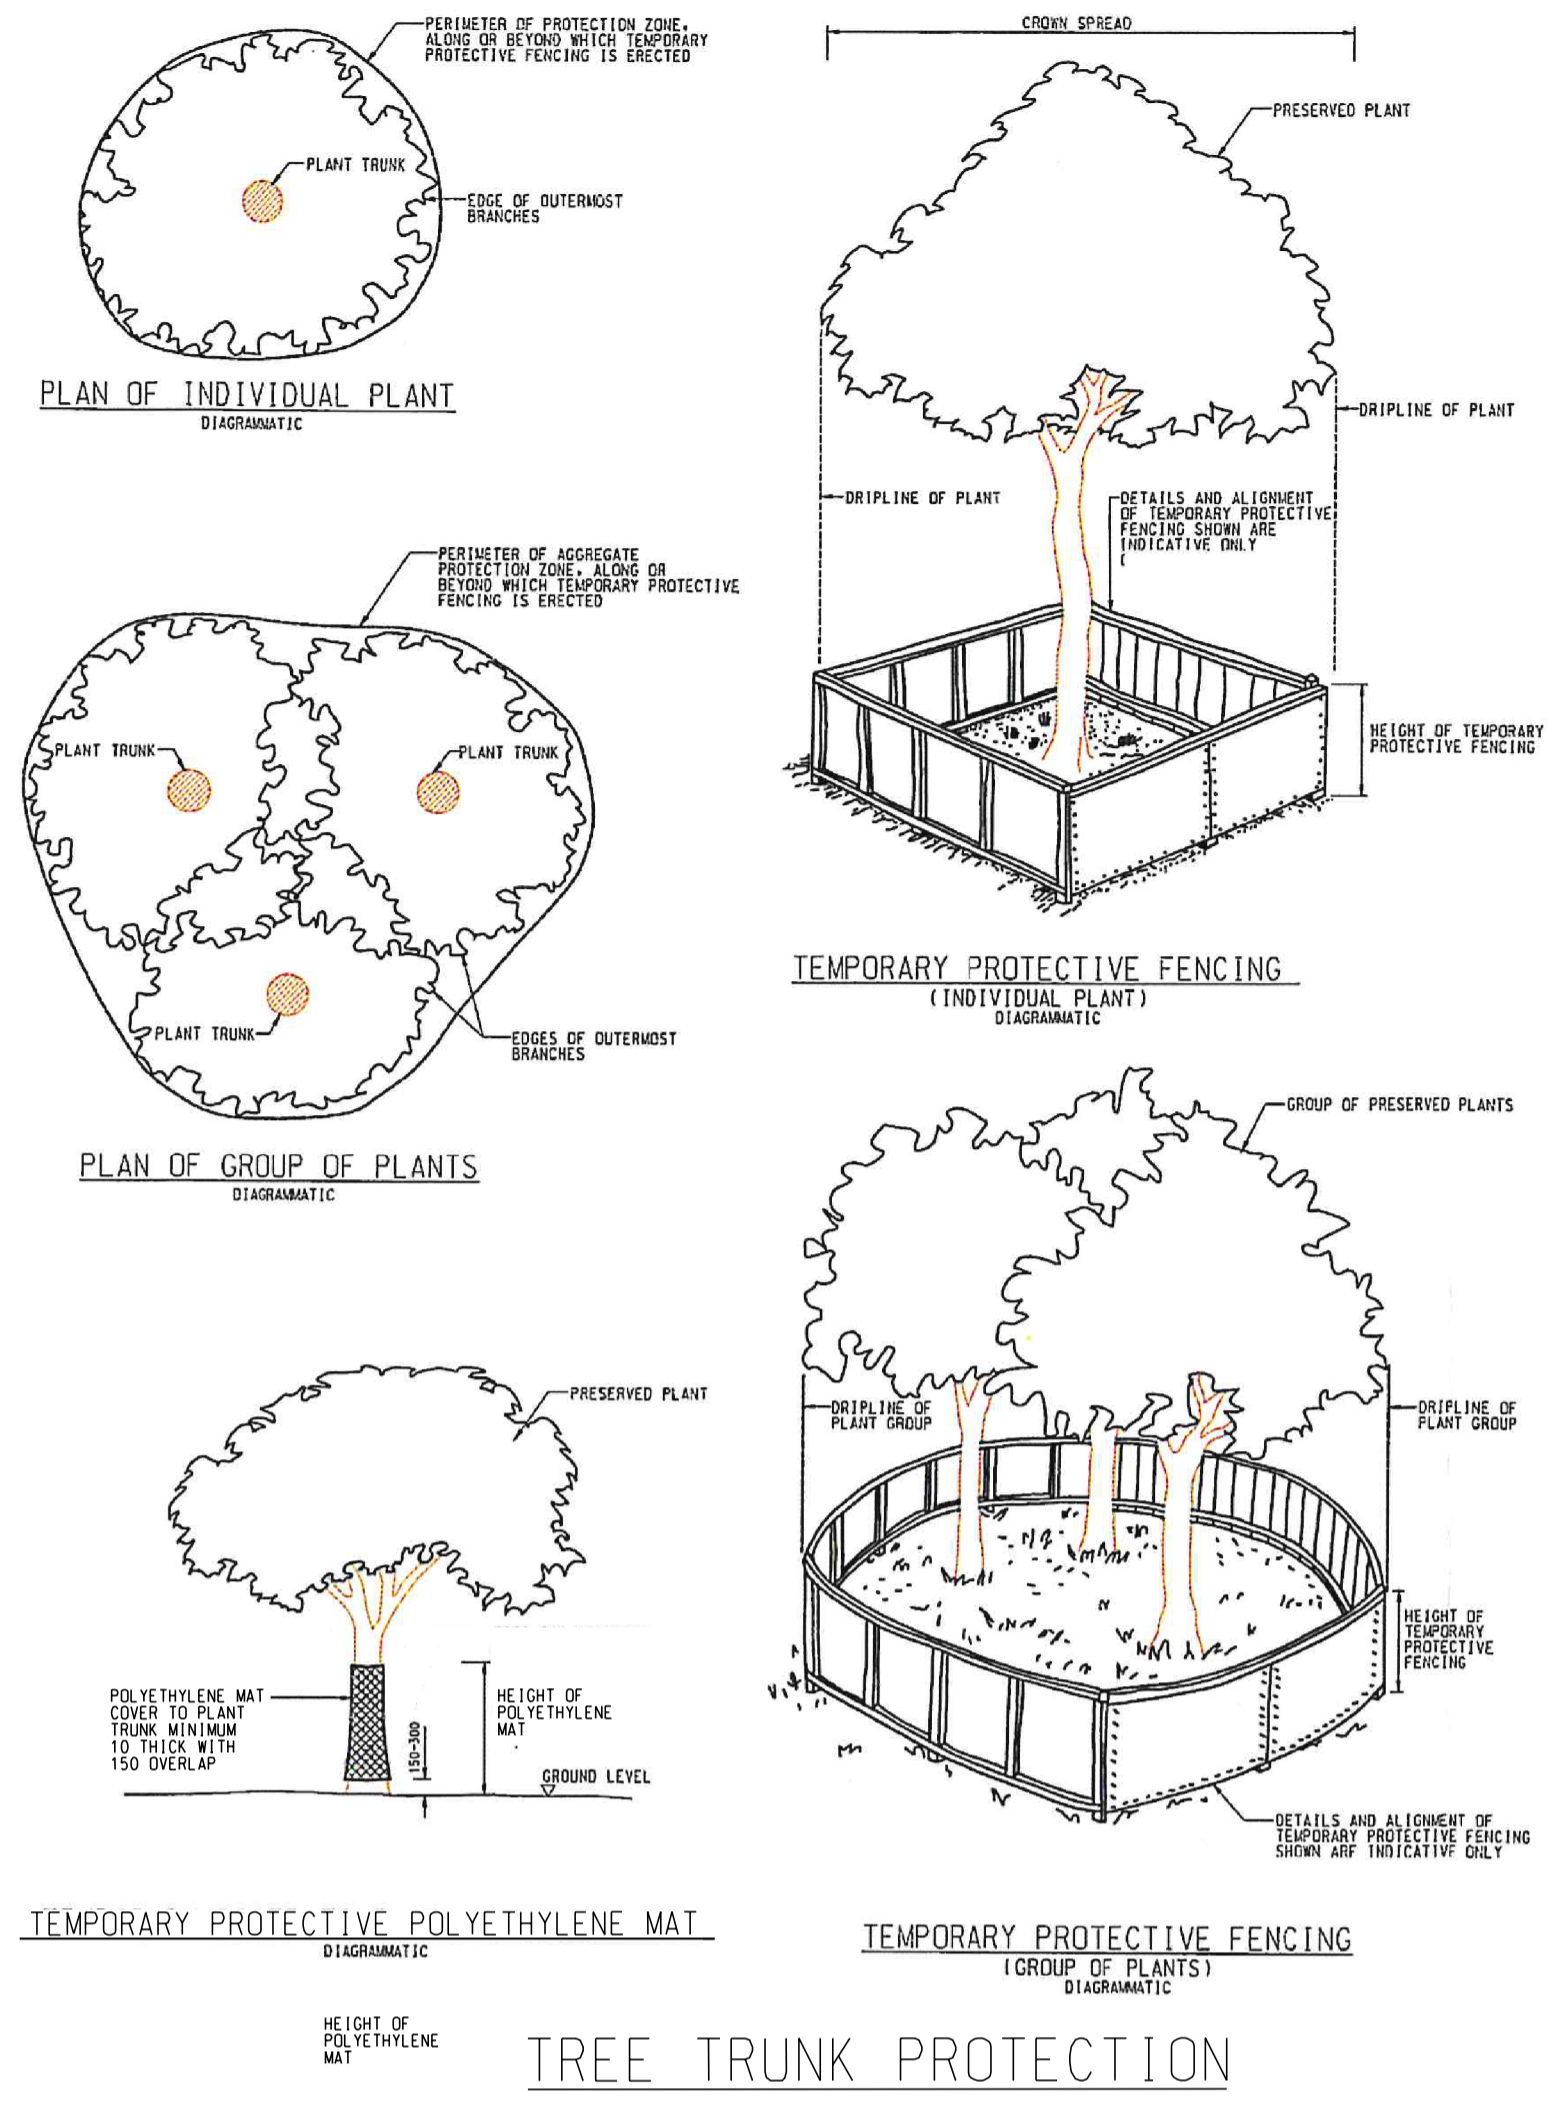 PERIMETER OF PROTECTION ZONE.
ALONG OR BEYOND WHICH TEMPORARY
PROTECTIVE FENCING IS ERECTED
PLANT TRUNK
EDGE OF OUTERMOST
BRANCHES
PLAN OF INDIVIDUAL PLANT
DIAGRAMMATIC
PERIMETER OF AGGREGATE
PROTECTION ZONE. ALONG OR
BEYOND WHICH TEMPORARY PROTECTIVE
FENCING IS ERECTED
PLANT TRUNK
PLANT TRUNK
PLANT TRUNK
EDGES OF OUTERMOST
BRANCHES
PLAN OF GROUP OF PLANTS
DIAGRAMMATIC
PRESERVED PLANT
POLYETHYLENE MAT
COVER TO PLANT
TRUNK MINIMUM
10 THICK WITH
150 OVERLAP
150-300
HEIGHT OF
POLYETHYLENE
MAT
GROUND LEVEL
TEMPORARY PROTECTIVE POLYETHYLENE MAT
DIAGRAMMATIC
CROWN SPREAD
PRESERVED PLANT
DRIPLINE OF PLANT
DRIPLINE OF PLANT
DETAILS AND ALIGNMENT
OF TEMPORARY PROTECTIVE
FENCING SHOWN ARE
INDICATIVE ONLY
(
HEIGHT OF TEMPORARY
PROTECTIVE FENCING
TEMPORARY PROTECTIVE FENCING
(INDIVIDUAL PLANT)
DIAGRAMMATIC
GROUP OF PRESERVED PLANTS
DRIPLINE OF
PLANT GROUP
DRIPLINE OF
PLANT GROUP
HEIGHT OF
TEMPORARY
PROTECTIVE
FENCING
DETAILS AND ALIGNMENT OF
TEMPORARY PROTECTIVE FENCING
SHOWN ARE INDICATIVE ONLY
TEMPORARY PROTECTIVE FENCING
(GROUP OF PLANTS)
DIAGRAMMATIC
HEIGHT OF
POLYETHYLENE
MAT
TREE TRUNK PROTECTION